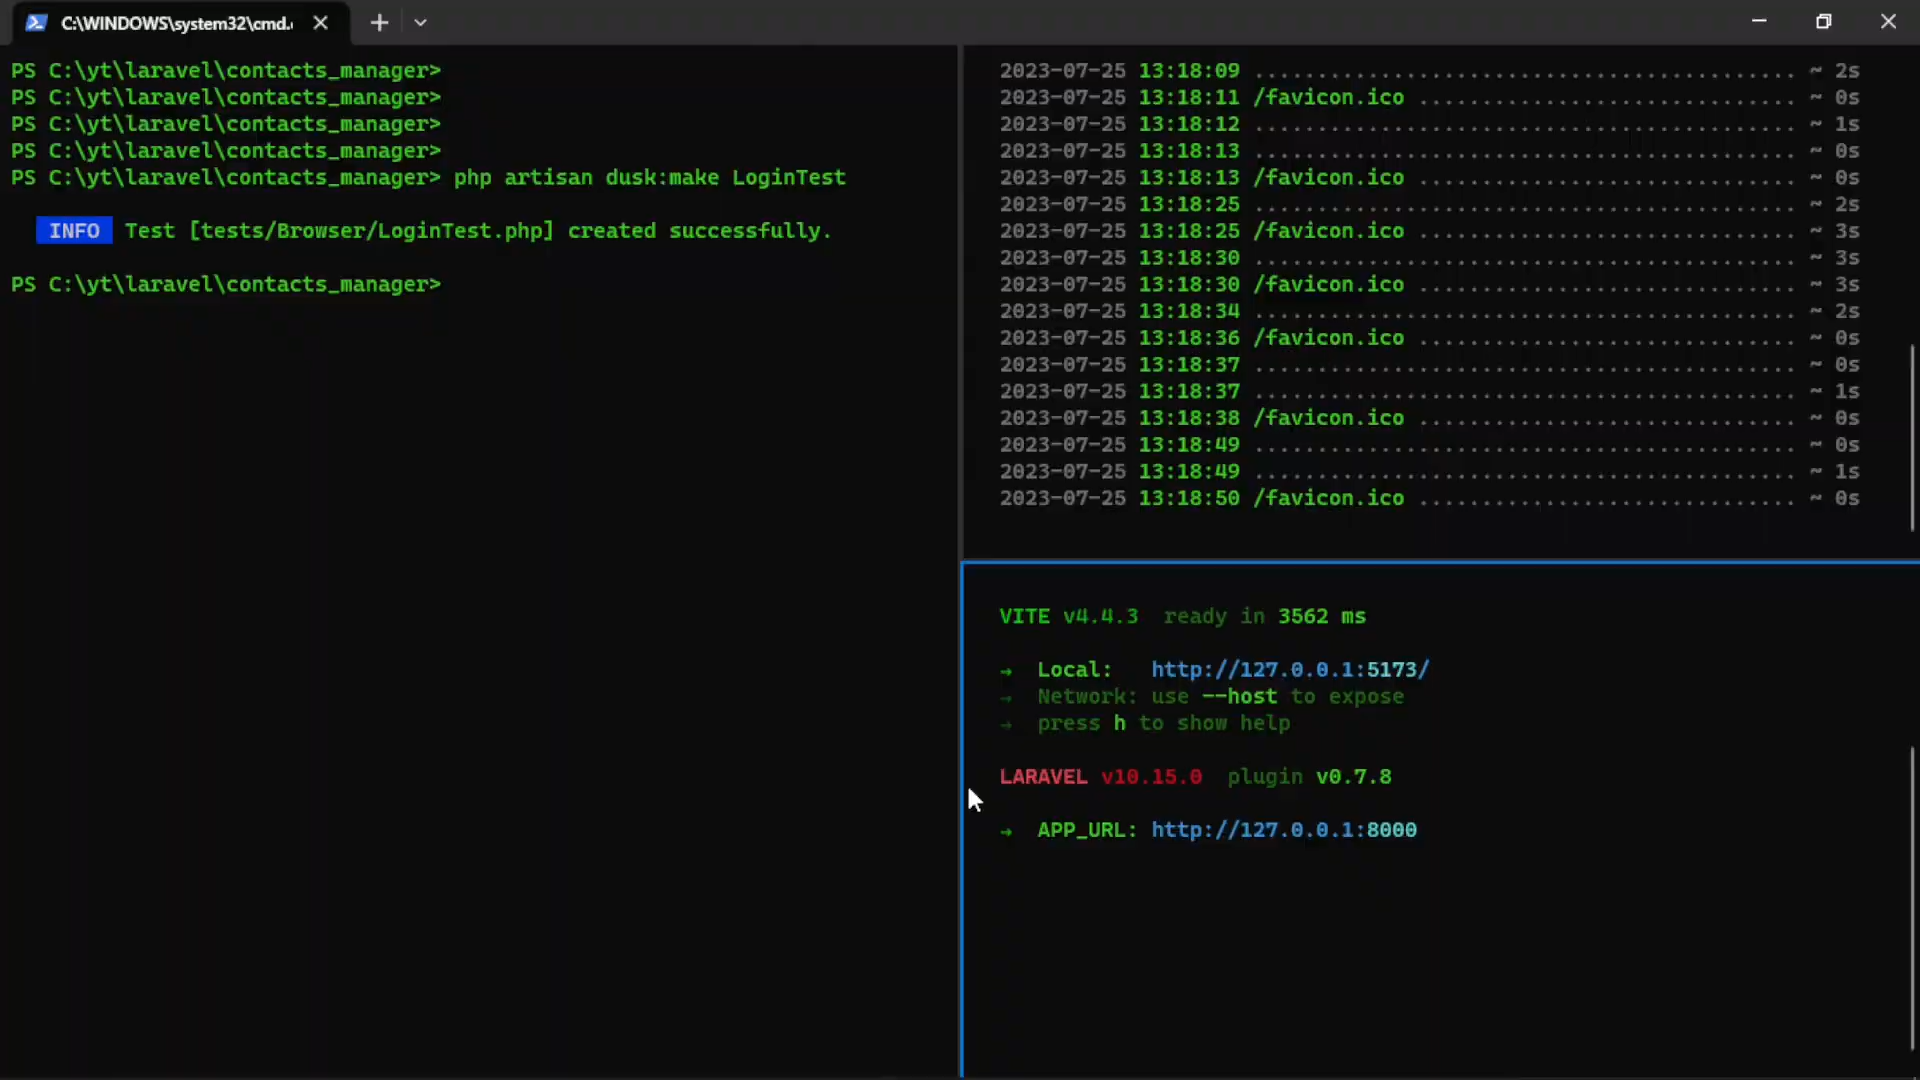 C:\WINDOWS\system32\cmd.
PS C:\yt\laravel\contacts_manager>
PS C:\yt\laravel\contacts_manager>
PS C:\yt\laravel\contacts_manager>
PS C:\yt\laravel\contacts_manager>
PS C:\yt\laravel\contacts_manager> php artisan dusk:make LoginTest
INFO Test [tests/Browser/LoginTest.php] created successfully.
PS C:\yt\laravel\contacts_manager>
2023-07-25 13:18:09 ........................................... ~ 2s
2023-07-25 13:18:11 /favicon.ico .............................. ~ 0s
2023-07-25 13:18:12 ........................................... ~ 1s
2023-07-25 13:18:13 ........................................... ~ 0s
2023-07-25 13:18:13 /favicon.ico .............................. ~ 0s
2023-07-25 13:18:25 ........................................... ~ 2s
2023-07-25 13:18:25 /favicon.ico .............................. ~ 3s
2023-07-25 13:18:30 ........................................... ~ 3s
2023-07-25 13:18:30 /favicon.ico .............................. ~ 3s
2023-07-25 13:18:34 ........................................... ~ 2s
2023-07-25 13:18:36 /favicon.ico .............................. ~ 0s
2023-07-25 13:18:37 ........................................... ~ 0s
2023-07-25 13:18:37 ........................................... ~ 1s
2023-07-25 13:18:38 /favicon.ico .............................. ~ 0s
2023-07-25 13:18:49 ........................................... ~ 0s
2023-07-25 13:18:49 ........................................... ~ 1s
2023-07-25 13:18:50 /favicon.ico .............................. ~ 0s
VITE v4.4.3 ready in 3562 ms
→ Local: http://127.0.0.1:5173/
→ Network: use --host to expose
→ press h to show help
LARAVEL v10.15.0 plugin v0.7.8
→ APP_URL: http://127.0.0.1:8000